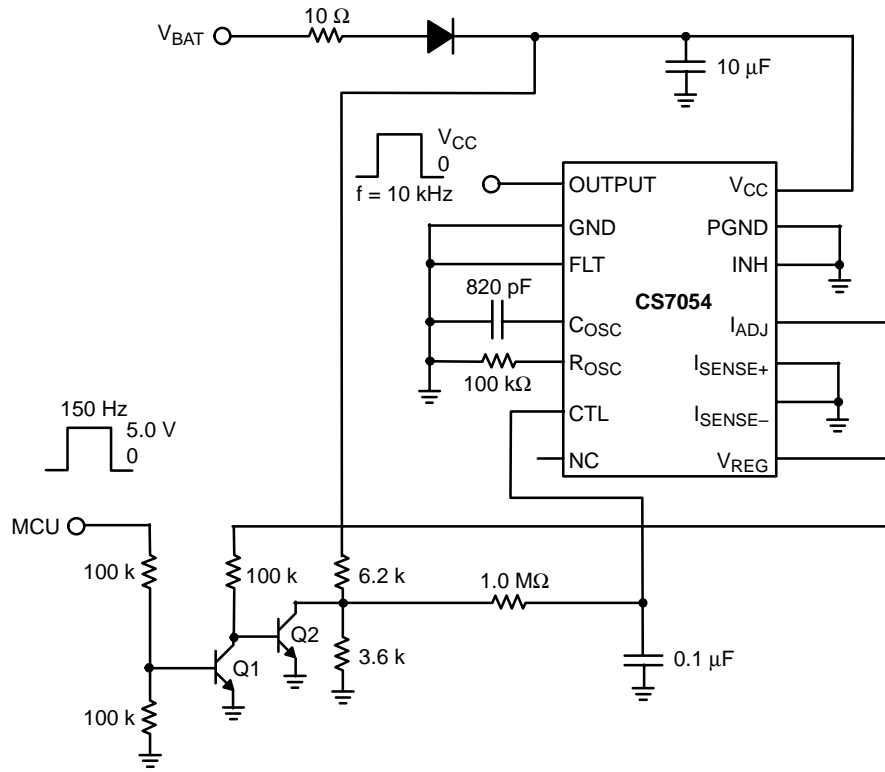 10 Ω
V_BAT
10 μF
V_CC
0
f = 10 kHz
OUTPUT
V_CC
GND
PGND
FLT
INH
820 pF
CS7054
C_OSC
I_ADJ
R_OSC
100 kΩ
I_SENSE+
CTL
I_SENSE–
150 Hz
5.0 V
0
NC
V_REG
MCU
100 k
100 k
6.2 k
1.0 MΩ
Q2
Q1
3.6 k
0.1 μF
100 k